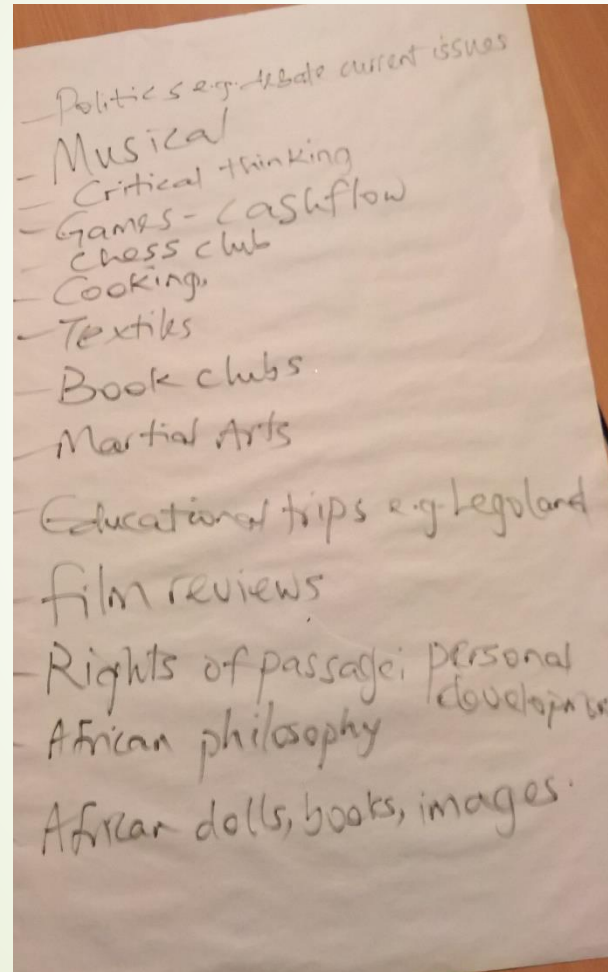 - Politics e.g. debate current issues
- Musical
- Critical thinking
- Games - Cashflow
- chess club
- Cooking.
- Textiles
- Book clubs
- Martial Arts
- Educational trips e.g. Legoland
- film reviews
- Rights of passage; personal
development
- African philosophy
African dolls, books, images.